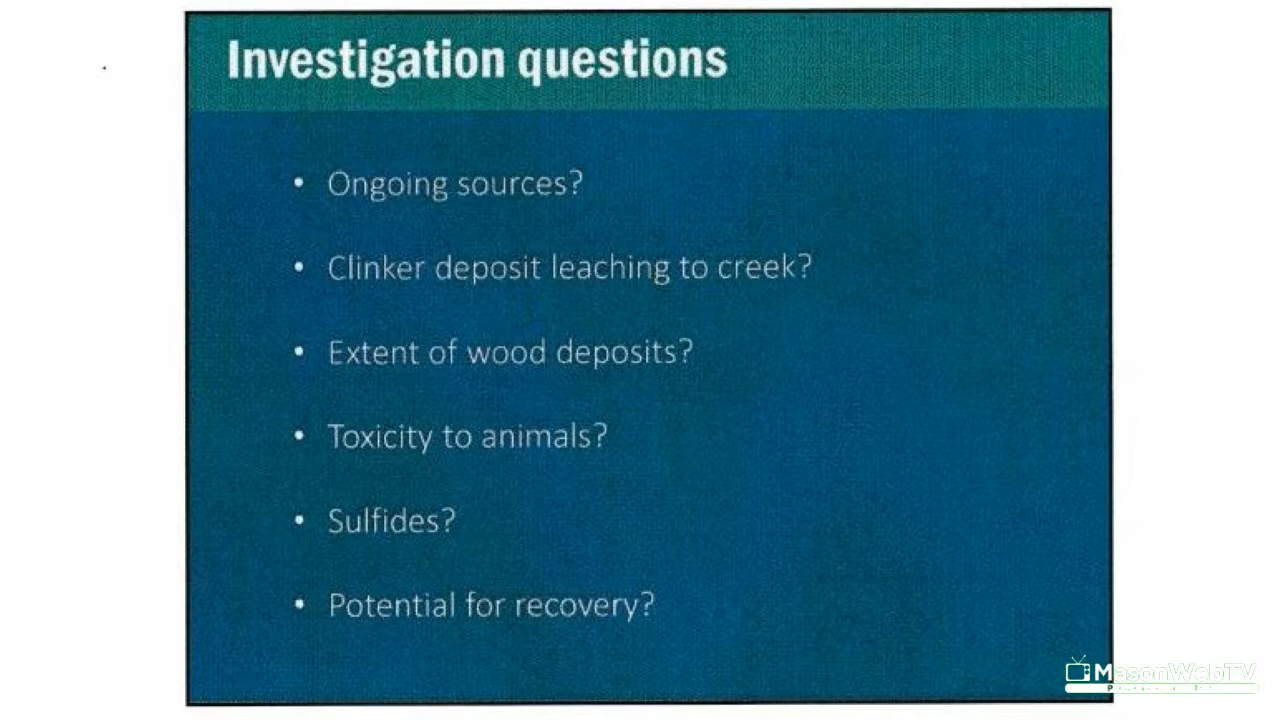 Investigation questions
• Ongoing sources?
• Clinker deposit leaching to creek?
• Extent of wood deposits?
• Toxicity to animals?
• Sulfides?
• Potential for recovery?
MasonWebTV